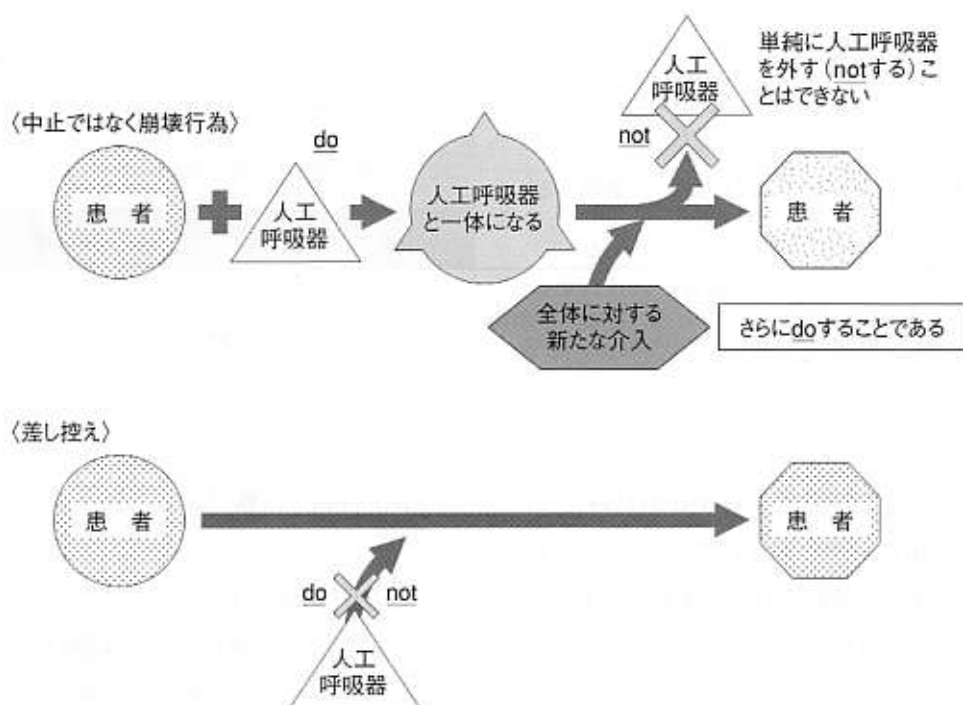 人工
呼吸器
単純に人工呼吸器
を外す（notする）こ
とはできない
〈中止ではなく崩壊行為〉
do
not
患 者
人工
呼吸器
人工呼吸器
と一体になる
患 者
全体に対する
新たな介入
さらにdoすることである
〈差し控え〉
患 者
患 者
do not
人工
呼吸器